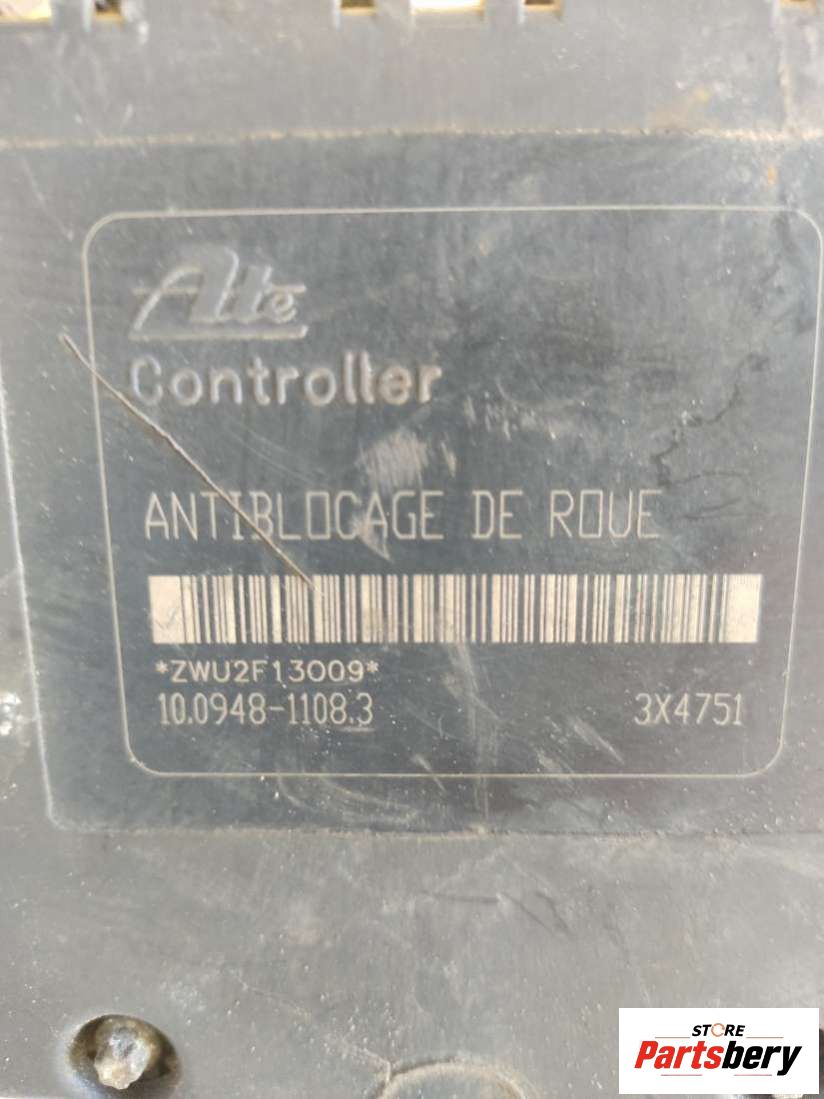 Ate
Controller
ANTIBLOCAGE DE ROUE
*ZWU2F13009*
10.0948-1108.3 3X4751
STORE
Partsbery